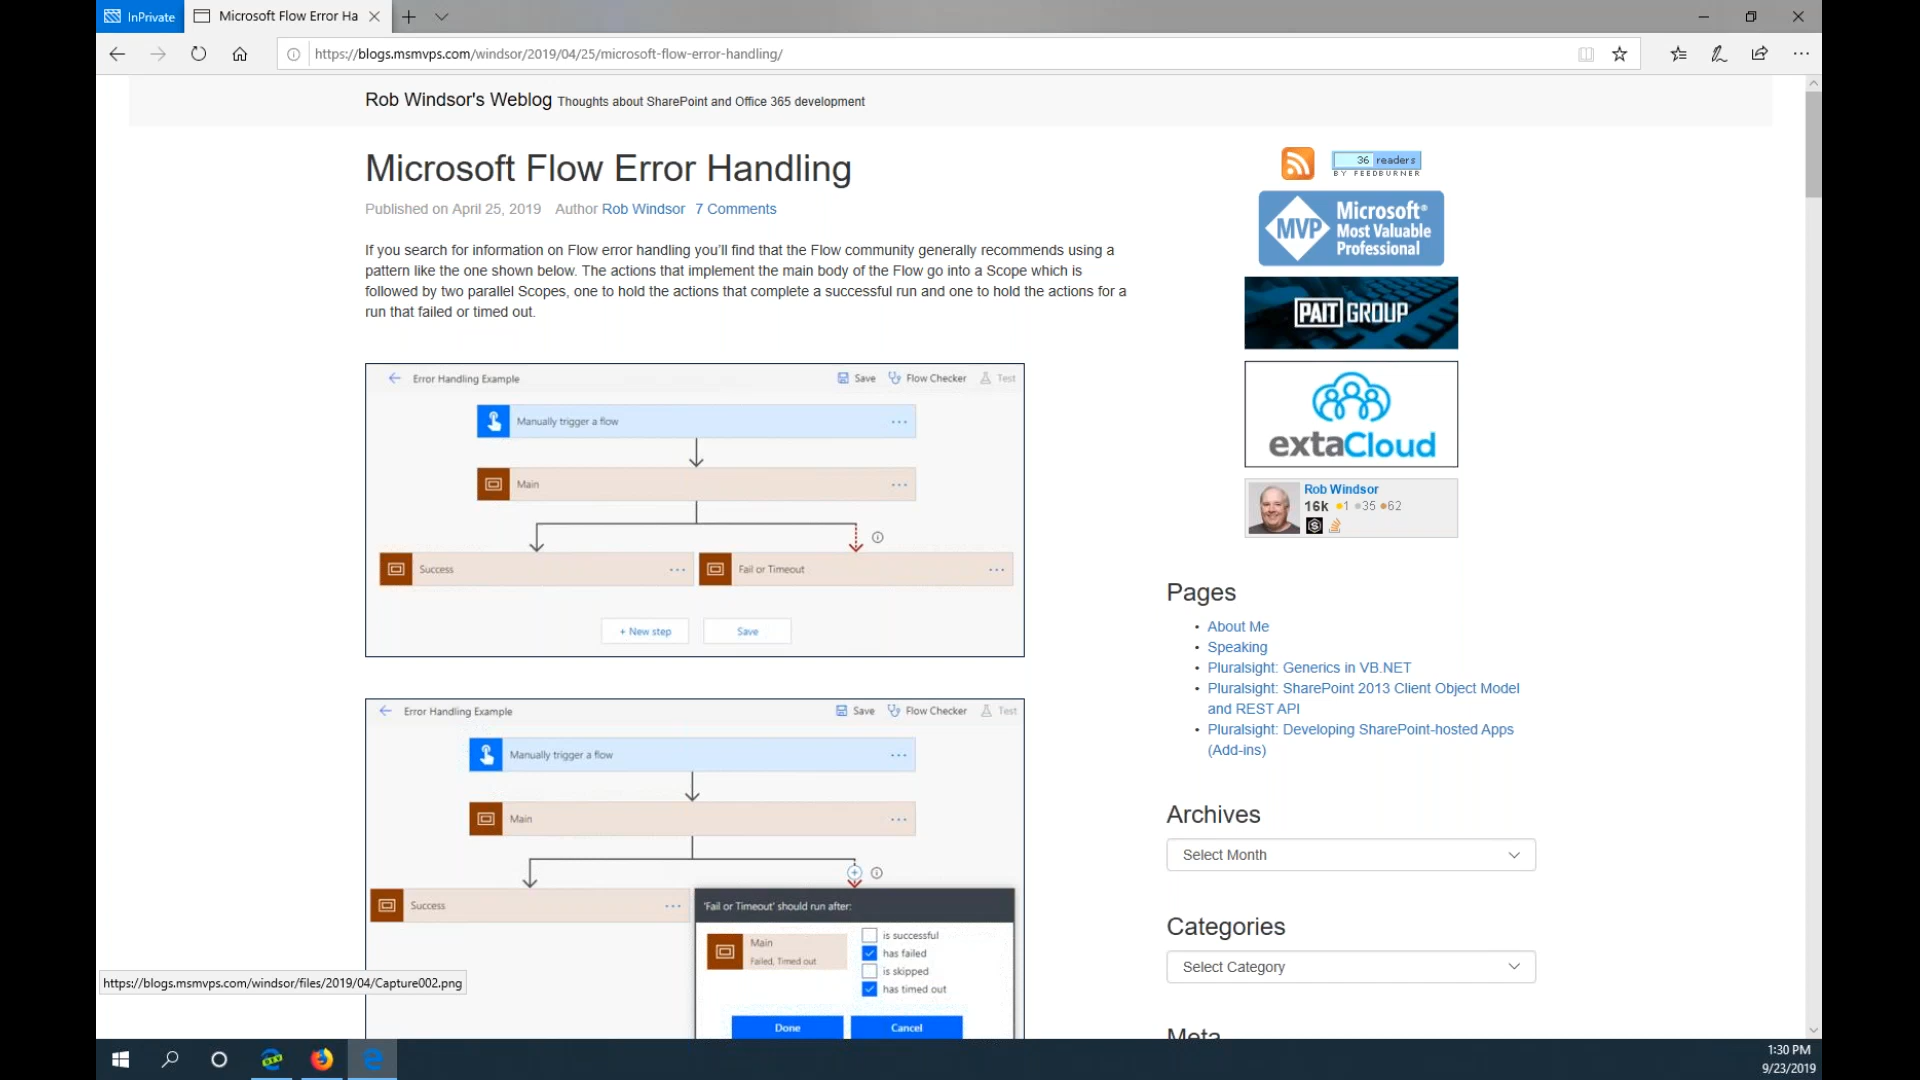 InPrivate
Microsoft Flow Error Ha
https://blogs.msmvps.com/windsor/2019/04/25/microsoft-flow-error-handling/
Rob Windsor's Weblog Thoughts about SharePoint and Office 365 development
Microsoft Flow Error Handling
Published on April 25, 2019 Author Rob Windsor 7 Comments
If you search for information on Flow error handling you'll find that the Flow community generally recommends using a
pattern like the one shown below. The actions that implement the main body of the Flow go into a Scope which is
followed by two parallel Scopes, one to hold the actions that complete a successful run and one to hold the actions for a
run that failed or timed out.
Error Handling Example Save Flow Checker Test
Manually trigger a flow
Main
Success
Fail or Timeout
+ New step Save
Error Handling Example Save Flow Checker Test
Manually trigger a flow
Main
Success
'Fail or Timeout' should run after:
Main
Failed, Timed out
is successful
has failed
is skipped
has timed out
Done Cancel
36 readers
BY FEEDBURNER
MVP
Microsoft®
Most Valuable
Professional
PAIT GROUP
extaCloud
Rob Windsor
16k 1 35 62
Pages
• About Me
• Speaking
• Pluralsight: Generics in VB.NET
• Pluralsight: SharePoint 2013 Client Object Model
and REST API
• Pluralsight: Developing SharePoint-hosted Apps
(Add-ins)
Archives
Select Month
Categories
Select Category
Meta
https://blogs.msmvps.com/windsor/files/2019/04/Capture002.png
1:30 PM
9/23/2019